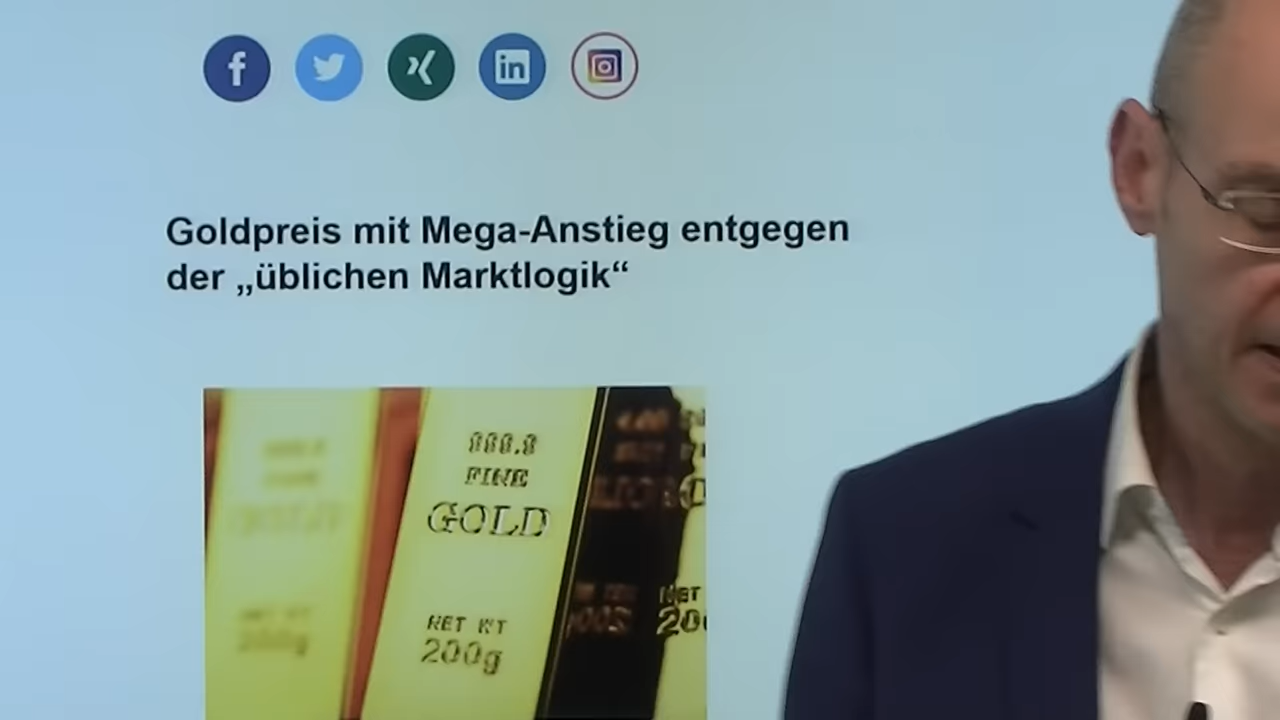 Goldpreis mit Mega-Anstieg entgegen
der „üblichen Marktlogik“
FINE
GOLD
NET WT
200g